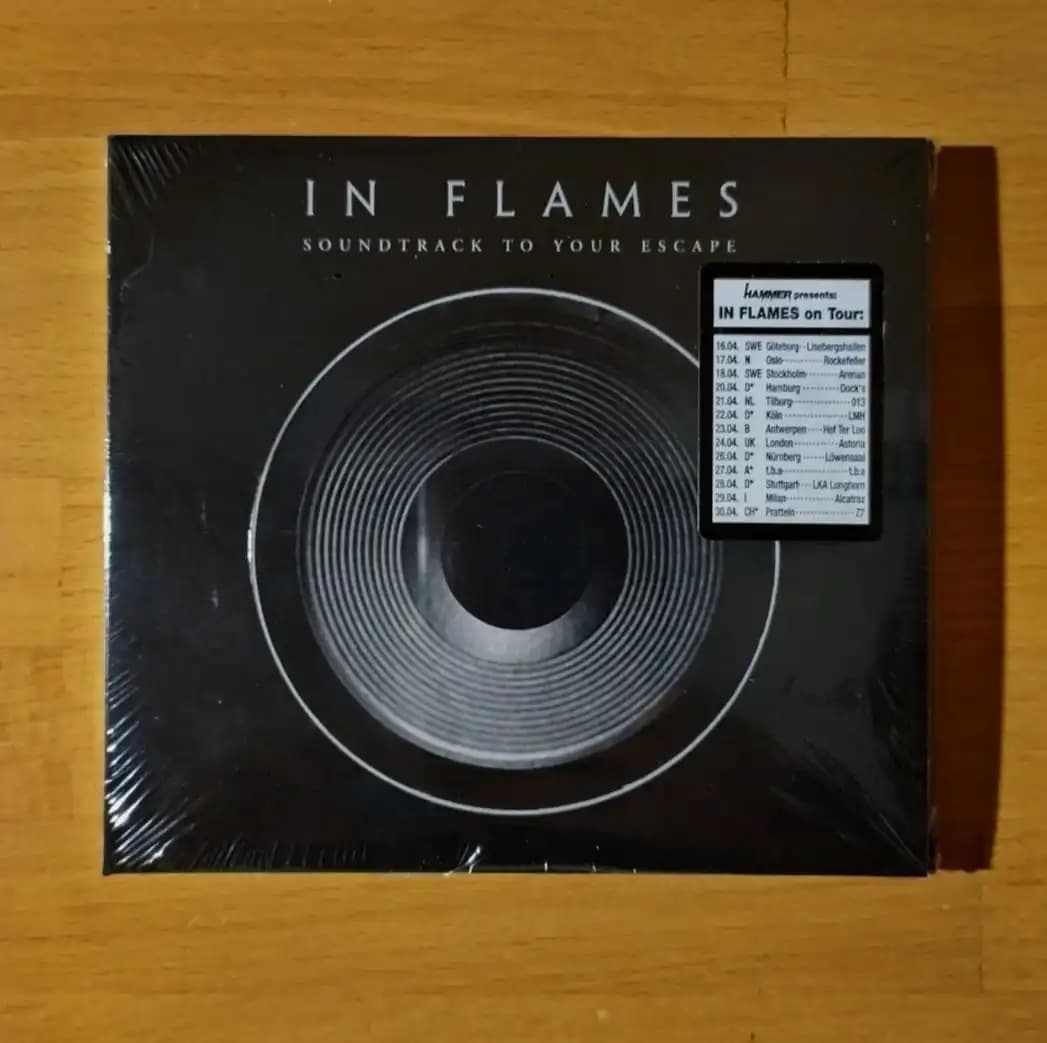 IN FLAMES
SOUNDTRACK TO YOUR ESCAPE
HAMMER presents:
IN FLAMES on Tour:
16.04. SWE Göteborg--Lisebergshallen
17.04. N Oslo----------Rockefeller
18.04. SWE Stockholm--------Arenan
20.04. D* Hamburg ----------Dock's
21.04. NL Tilburg---------------013
22.04. D* Köln ----------------LMH
23.04. B Antwerpen ----Hof Ter Loo
24.04. UK London-----------Astoria
26.04. D* Nürnberg ------Löwensaal
27.04. A* t.b.a----------------t.b.a
28.04. D* Stuttgart--- LKA Longhorn
29.04. I Milan------------Alcatraz
30.04. CH* Pratteln--------------Z7